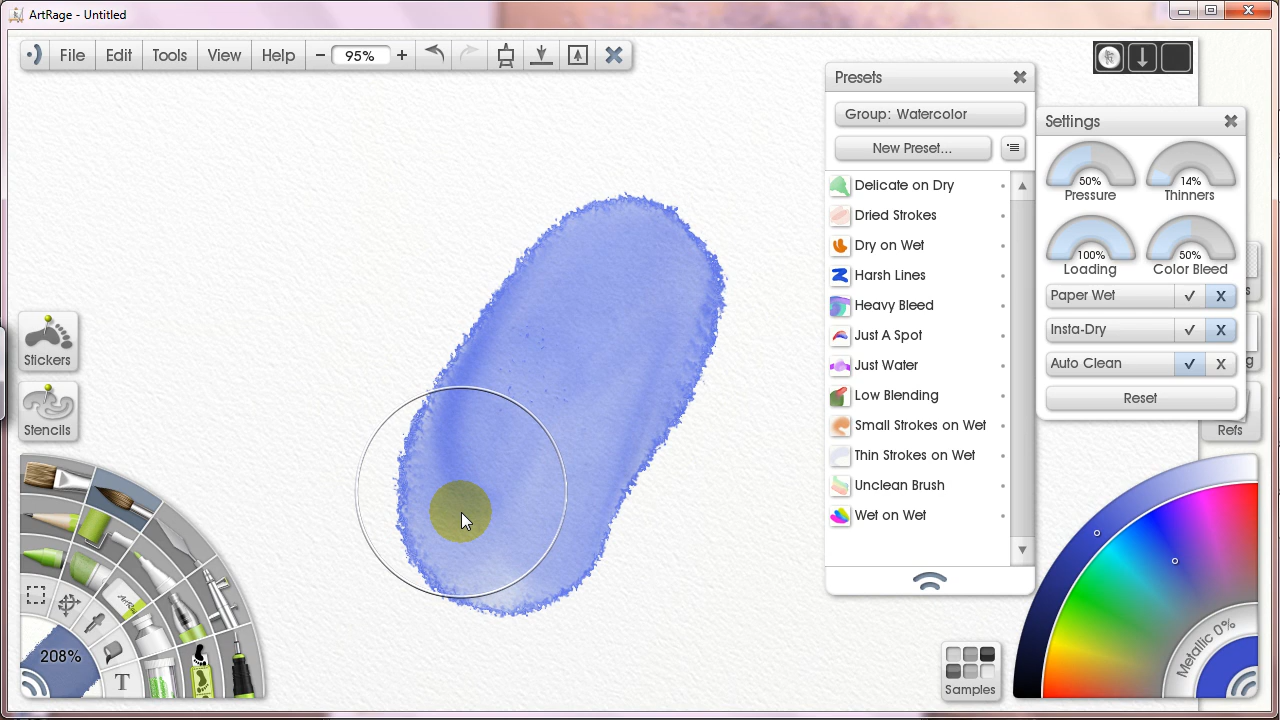 ArtRage - Untitled
File Edit Tools View Help − 95% +
Presets
Group: Watercolor
New Preset...
Delicate on Dry
Dried Strokes
Dry on Wet
Harsh Lines
Heavy Bleed
Just A Spot
Just Water
Low Blending
Small Strokes on Wet
Thin Strokes on Wet
Unclean Brush
Wet on Wet
Settings
50% 14%
Pressure Thinners
100% 50%
Loading Color Bleed
Paper Wet ✓ X
Insta-Dry ✓ X
Auto Clean ✓ X
Reset
Refs
Stickers
Stencils
208%
T
Samples
Metallic 0%